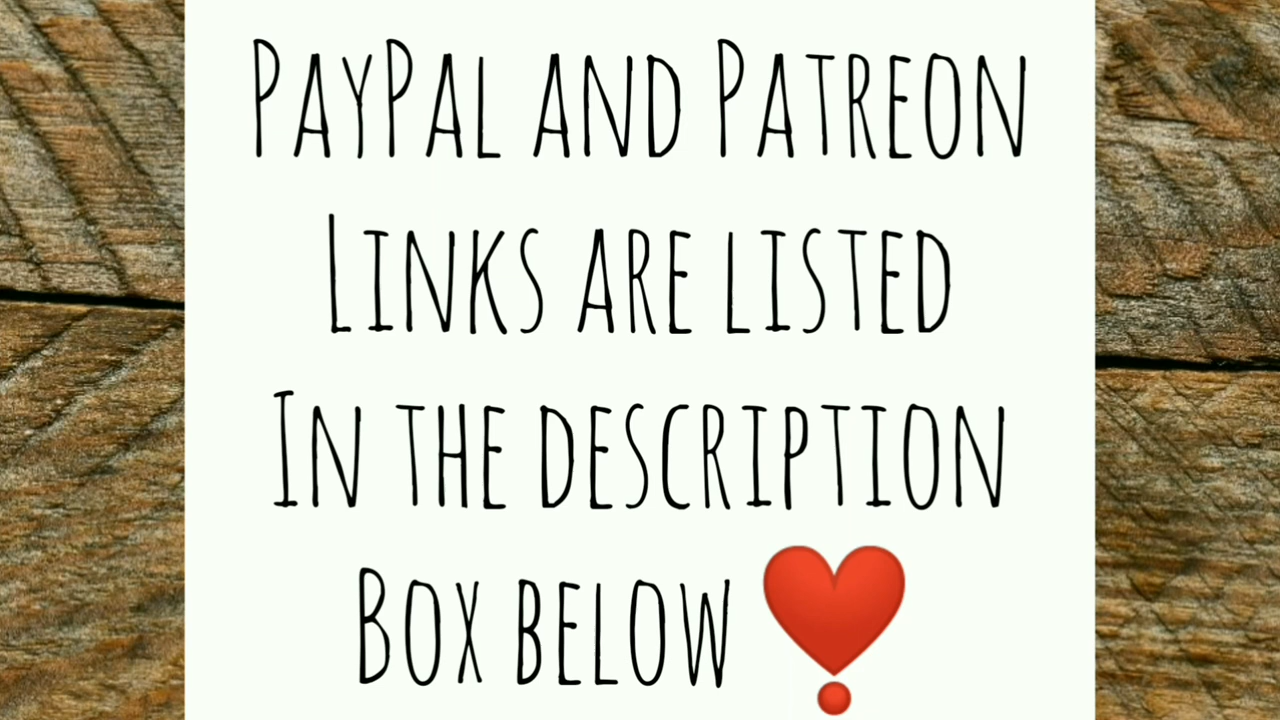 PayPal and Patreon
Links are listed
In the description
Box below ❣️